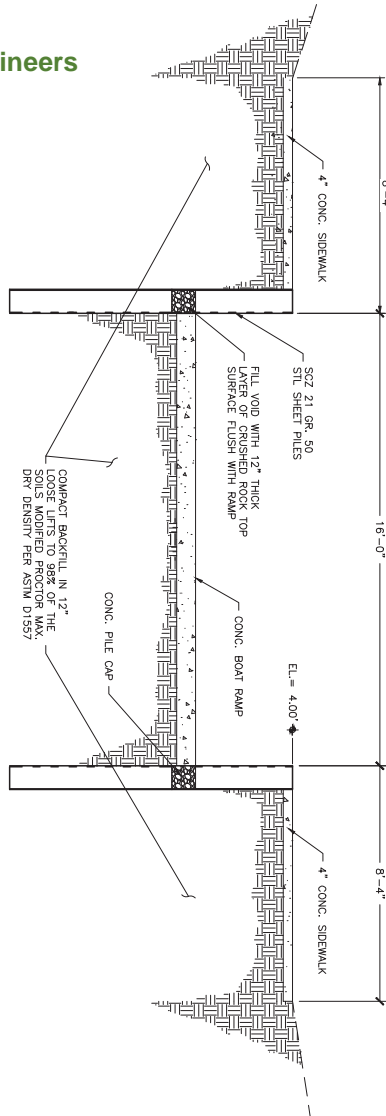 ineers
8'-4"
16'-0"
8'-4"
4" CONC. SIDEWALK
SCZ 21 GR. 50
STL SHEET PILES
FILL VOID WITH 12" THICK
LAYER OF CRUSHED ROCK TOP
SURFACE FLUSH WITH RAMP
CONC. BOAT RAMP
EL.= 4.00'
4" CONC. SIDEWALK
CONC. PILE CAP
COMPACT BACKFILL IN 12"
LOOSE LIFTS TO 98% OF THE
SOILS MODIFIED PROCTOR MAX.
DRY DENSITY PER ASTM D1557